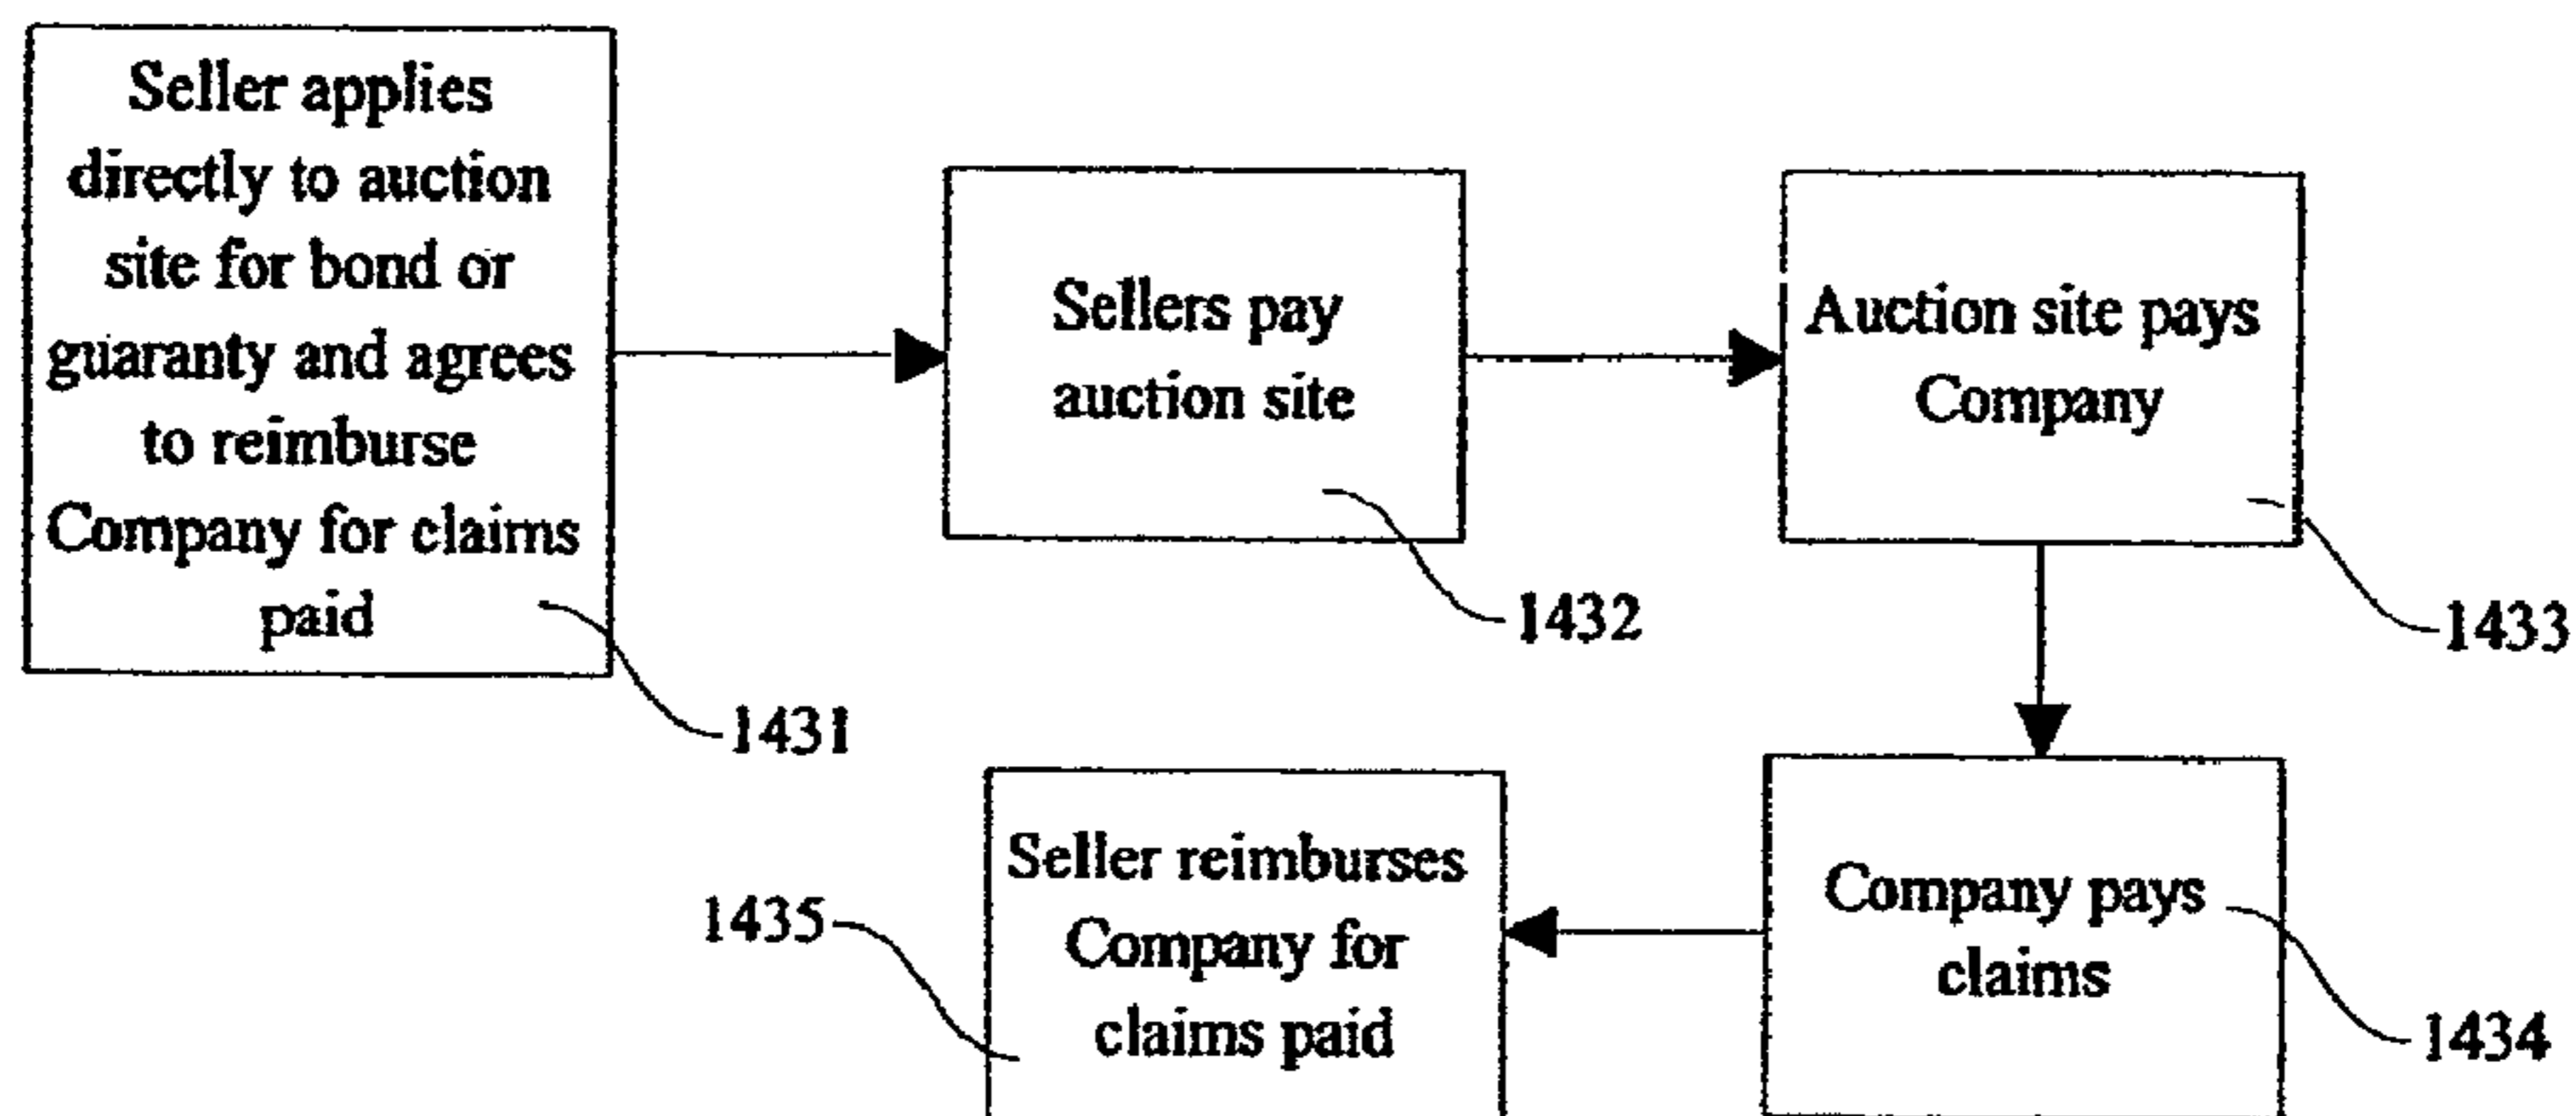 Seller applies
directly to auction
site for bond or
guaranty and agrees
to reimburse
Company for claims
paid
1431
Sellers pay
auction site
1432
Auction site pays
Company
1433
Company pays
claims
1434
Seller reimburses
Company for
claims paid
1435